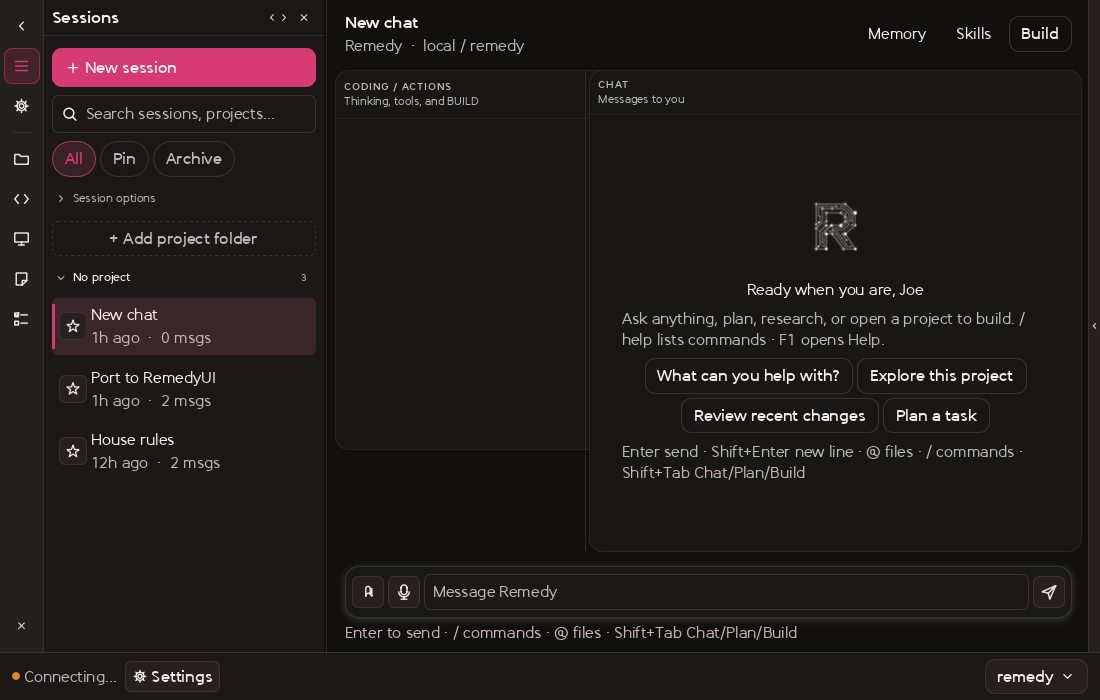 Sessions
+ New session
Search sessions, projects...
All
Pin
Archive
Session options
+ Add project folder
No project
3
New chat
1h ago · 0 msgs
Port to RemedyUI
1h ago · 2 msgs
House rules
12h ago · 2 msgs
New chat
Remedy · local / remedy
Memory
Skills
Build
CODING / ACTIONS
Thinking, tools, and BUILD
CHAT
Messages to you
R
Ready when you are, Joe
Ask anything, plan, research, or open a project to build. /
help lists commands · F1 opens Help.
What can you help with?
Explore this project
Review recent changes
Plan a task
Enter send · Shift+Enter new line · @ files · / commands ·
Shift+Tab Chat/Plan/Build
Message Remedy
Enter to send · / commands · @ files · Shift+Tab Chat/Plan/Build
Connecting...
Settings
remedy